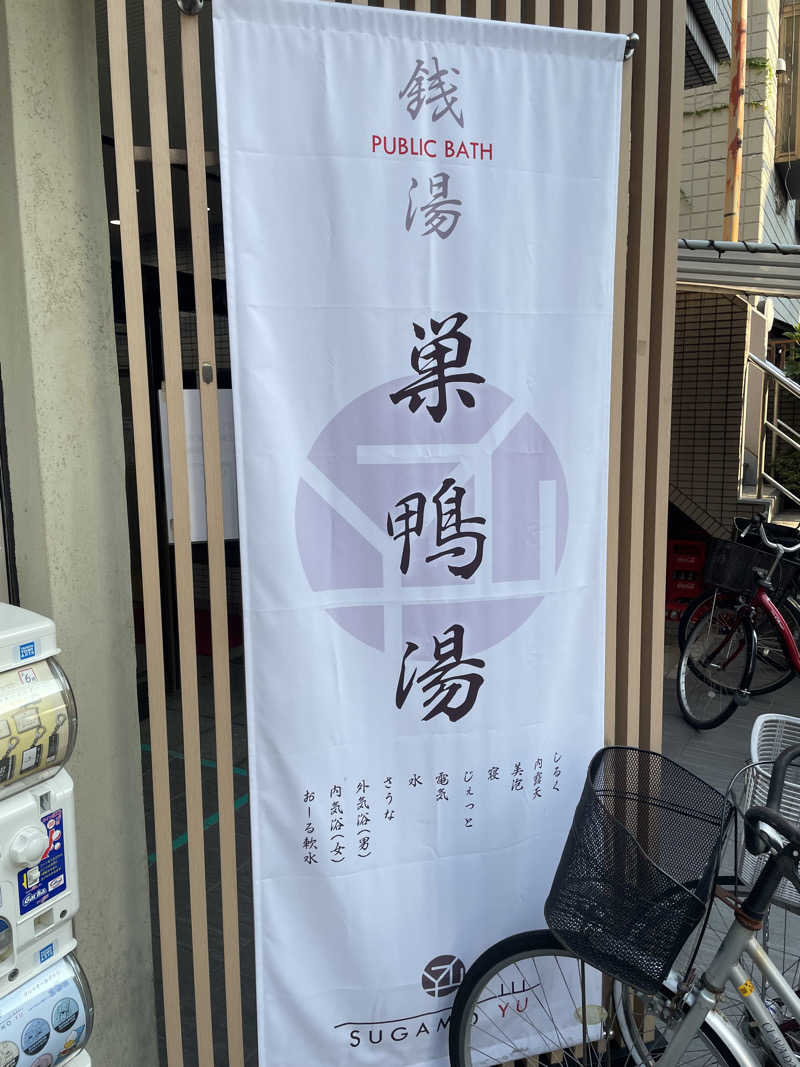 銭
PUBLIC BATH
湯
巣鴨湯
しるく
内露天
美泡
寝
じぇっと
電気
水
さうな
外気浴(男)
内気浴(女)
おーる軟水
SUGAMO YU